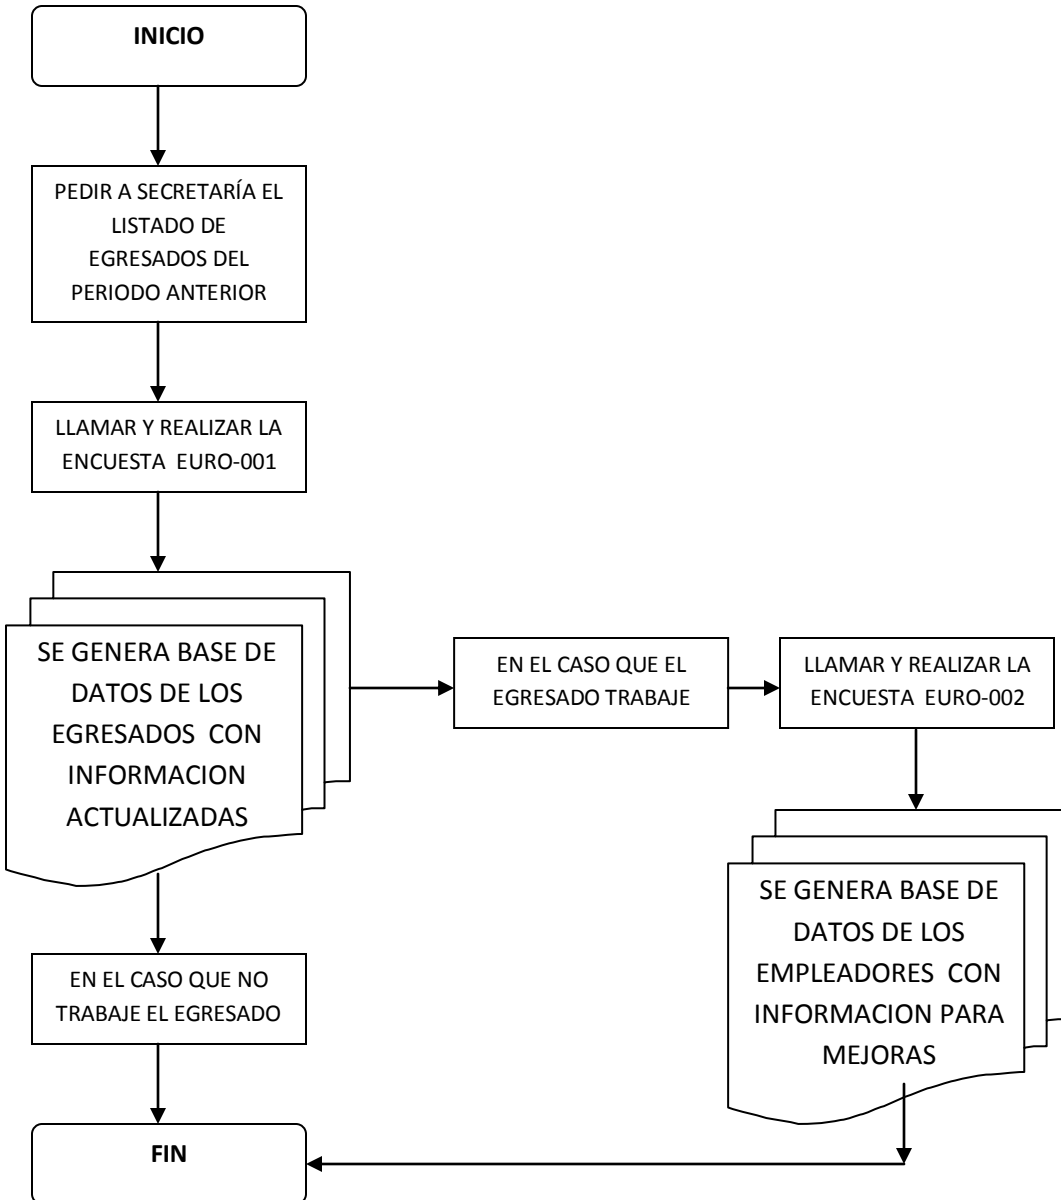 INICIO
PEDIR A SECRETARÍA EL
LISTADO DE
EGRESADOS DEL
PERIODO ANTERIOR
LLAMAR Y REALIZAR LA
ENCUESTA EURO-001
SE GENERA BASE DE
DATOS DE LOS
EGRESADOS CON
INFORMACION
ACTUALIZADAS
EN EL CASO QUE EL
EGRESADO TRABAJE
LLAMAR Y REALIZAR LA
ENCUESTA EURO-002
SE GENERA BASE DE
DATOS DE LOS
EMPLEADORES CON
INFORMACION PARA
MEJORAS
EN EL CASO QUE NO
TRABAJE EL EGRESADO
FIN